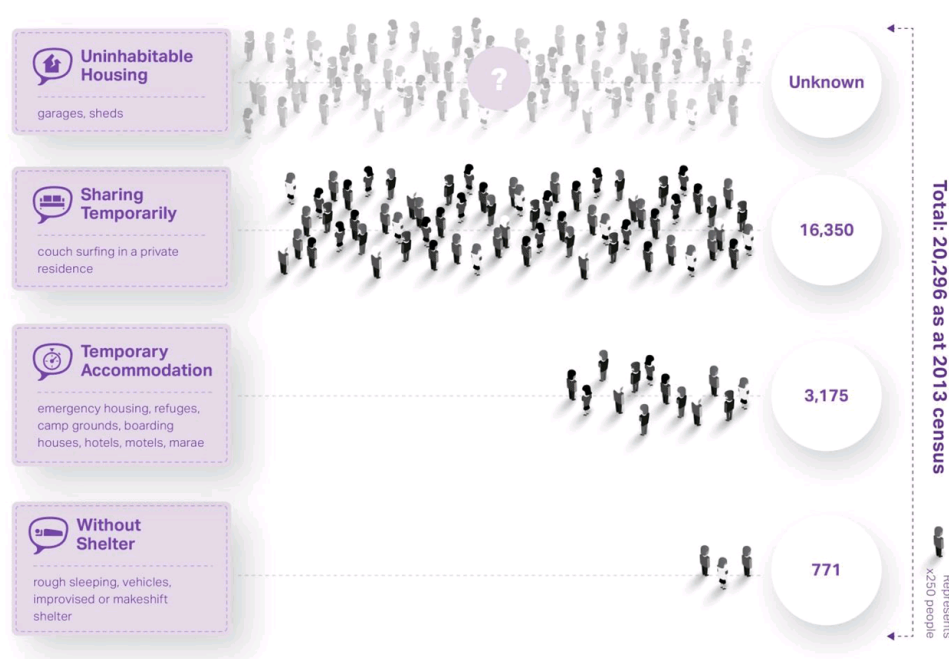 Uninhabitable
Housing
garages, sheds
?
Unknown
Sharing
Temporarily
couch surfing in a private
residence
16,350
Temporary
Accommodation
emergency housing, refuges,
camp grounds, boarding
houses, hotels, motels, marae
3,175
Without
Shelter
rough sleeping, vehicles,
improvised or makeshift
shelter
771
Total: 20,296 as at 2013 census
Represents
x250 people